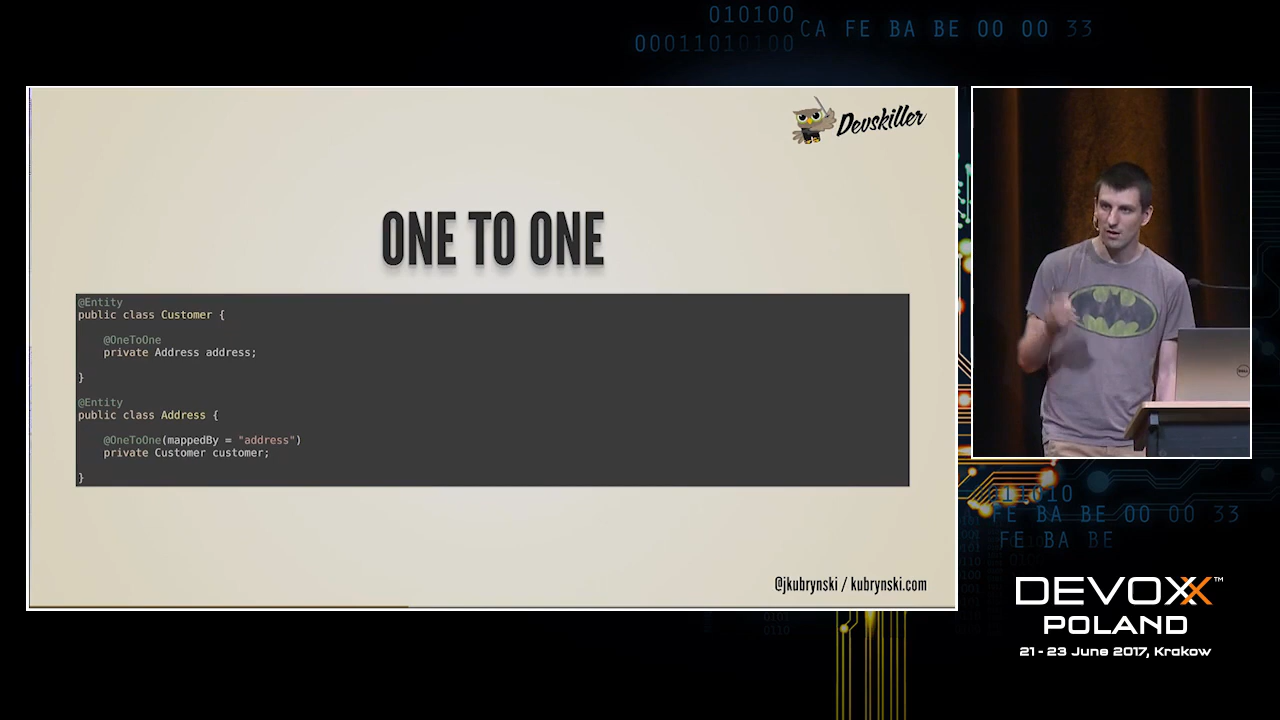 010100
00011010100
CA FE BA BE 00 00 33
Devskiller
ONE TO ONE
@Entity
public class Customer {
@OneToOne
private Address address;
}
@Entity
public class Address {
@OneToOne(mappedBy = "address")
private Customer customer;
}
@jkubrynski / kubrynski.com
DELL
FE BA BE 00 00 33
FE BA BE
DEVOXX™
POLAND
21 - 23 June 2017, Krakow